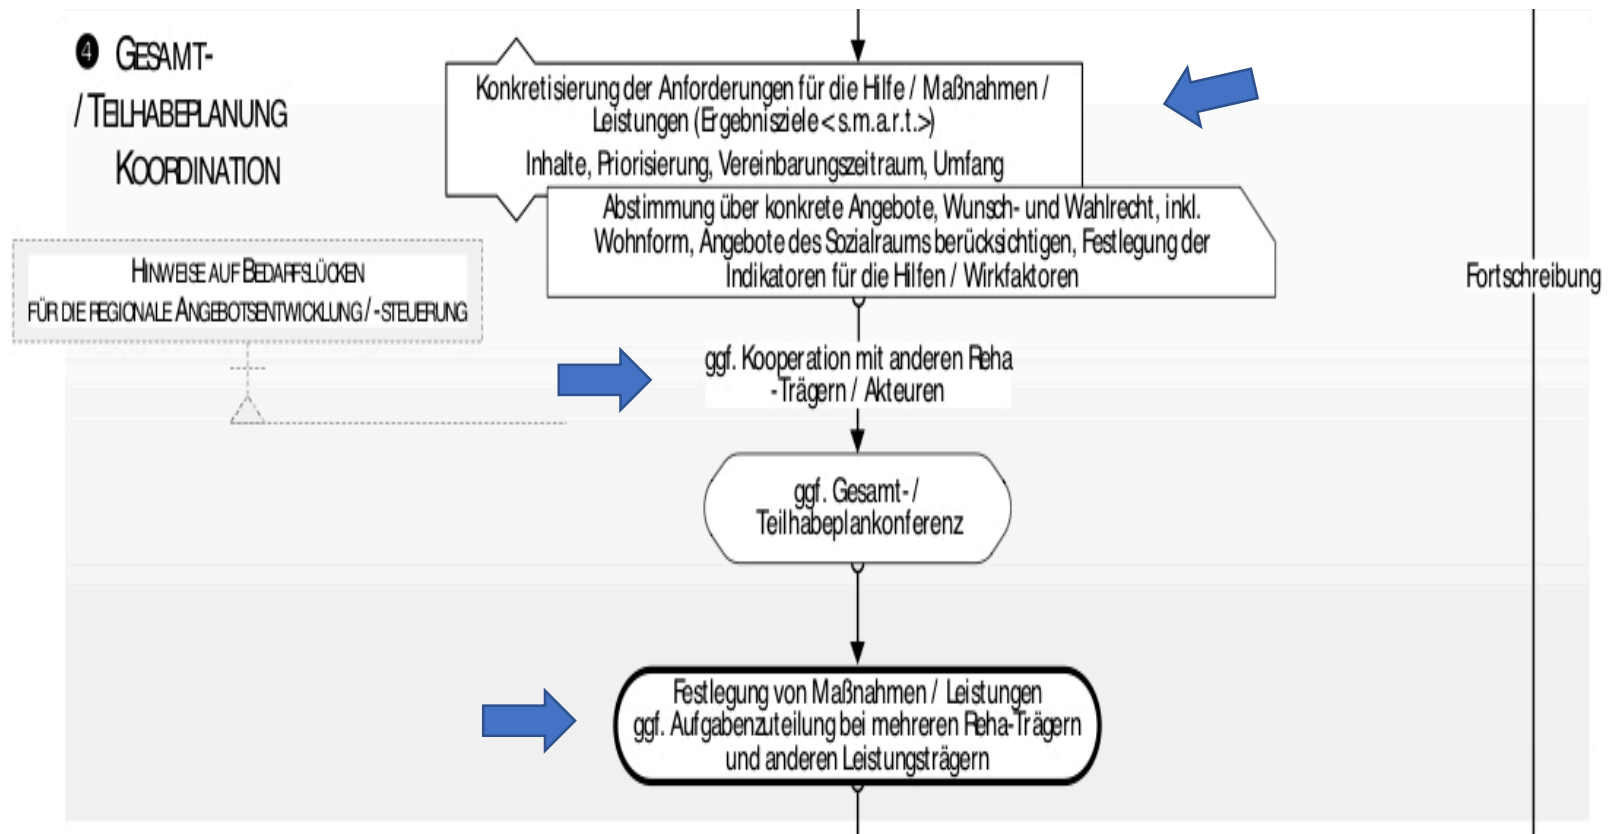 4 GESAMT-
/ TEILHABEPLANUNG
KOORDINATION
Konkretisierung der Anforderungen für die Hilfe / Maßnahmen /
Leistungen (Ergebnisziele < s.m.a.r.t.>)
Inhalte, Priorisierung, Vereinbarungszeitraum, Umfang
Abstimmung über konkrete Angebote, Wunsch- und Wahlrecht, inkl.
Wohnform, Angebote des Sozialraums berücksichtigen, Festlegung der
Indikatoren für die Hilfen / Wirkfaktoren
HINWEISE AUF BEDARFSLÜCKEN
FÜR DIE REGIONALE ANGEBOTSENTWICKLUNG / -STEUERUNG
Fortschreibung
ggf. Kooperation mit anderen Reha
-Trägern / Akteuren
ggf. Gesamt- /
Teilhabeplankonferenz
Festlegung von Maßnahmen / Leistungen
ggf. Aufgabenzuteilung bei mehreren Reha-Trägern
und anderen Leistungsträgern